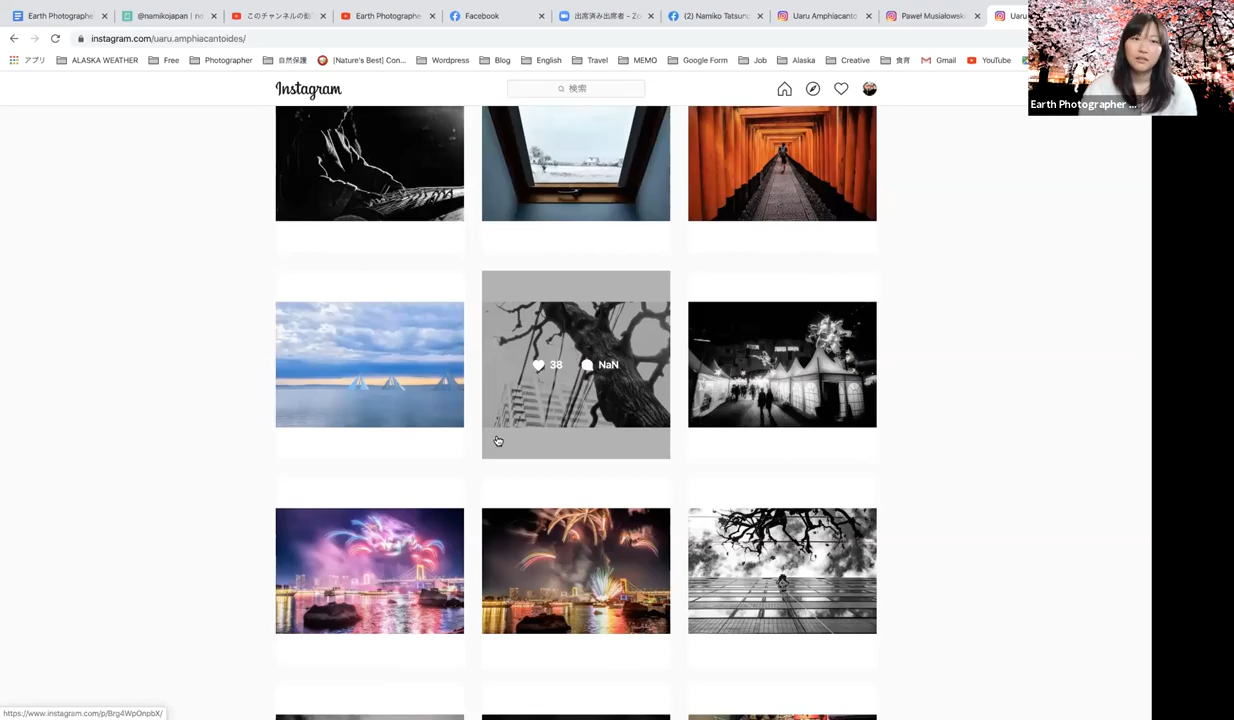 Earth Photographe
@namikojapan | no
このチャンネルの動
Earth Photographe
Facebook
出席済み出席者 - Zo
(2) Namiko Tatsuno
Uaru Amphiacanto
Paweł Musiałowsk
Uaru
instagram.com/uaru.amphiacantoides/
アプリ
ALASKA WEATHER
Free
Photographer
自然保護
[Nature's Best] Con...
Wordpress
Blog
English
Travel
MEMO
Google Form
Job
Alaska
Creative
食育
Gmail
YouTube
Earth Photographer ...
Instagram
検索
38
NaN
https://www.instagram.com/p/Brg4WpOnpbX/